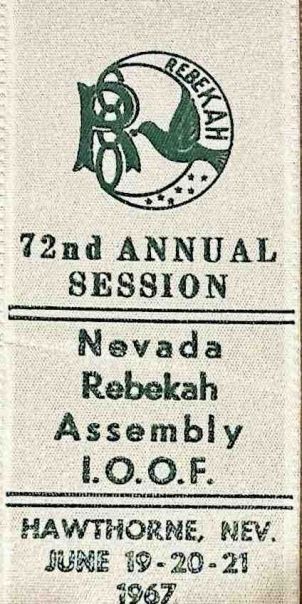 REBEKAH
R
72nd ANNUAL
SESSION
Nevada
Rebekah
Assembly
I.O.O.F.
HAWTHORNE, NEV.
JUNE 19-20-21
1967